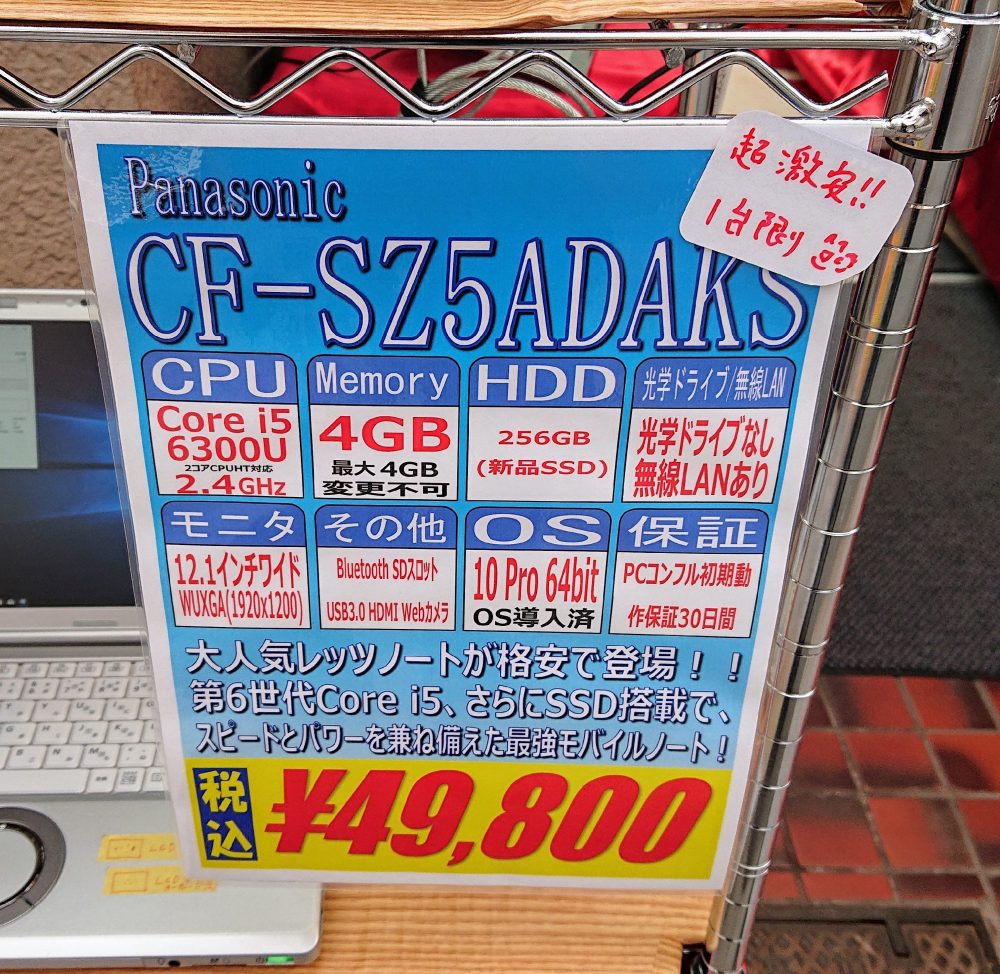 超激安!!
1台限り
Panasonic
CF-SZ5ADAKS
CPU
Core i5
6300U
2コアCPUHT対応
2.4GHz
Memory
4GB
最大4GB
変更不可
HDD
256GB
(新品SSD)
光学ドライブ/無線LAN
光学ドライブなし
無線LANあり
モニタ
12.1インチワイド
WUXGA(1920x1200)
その他
Bluetooth SDスロット
USB3.0 HDMI Webカメラ
OS
10 Pro 64bit
OS導入済
保証
PCコンフル初期動
作保証30日間
大人気レッツノートが格安で登場！！
第6世代Core i5、さらにSSD搭載で、
スピードとパワーを兼ね備えた最強モバイルノート！
税込
¥49,800